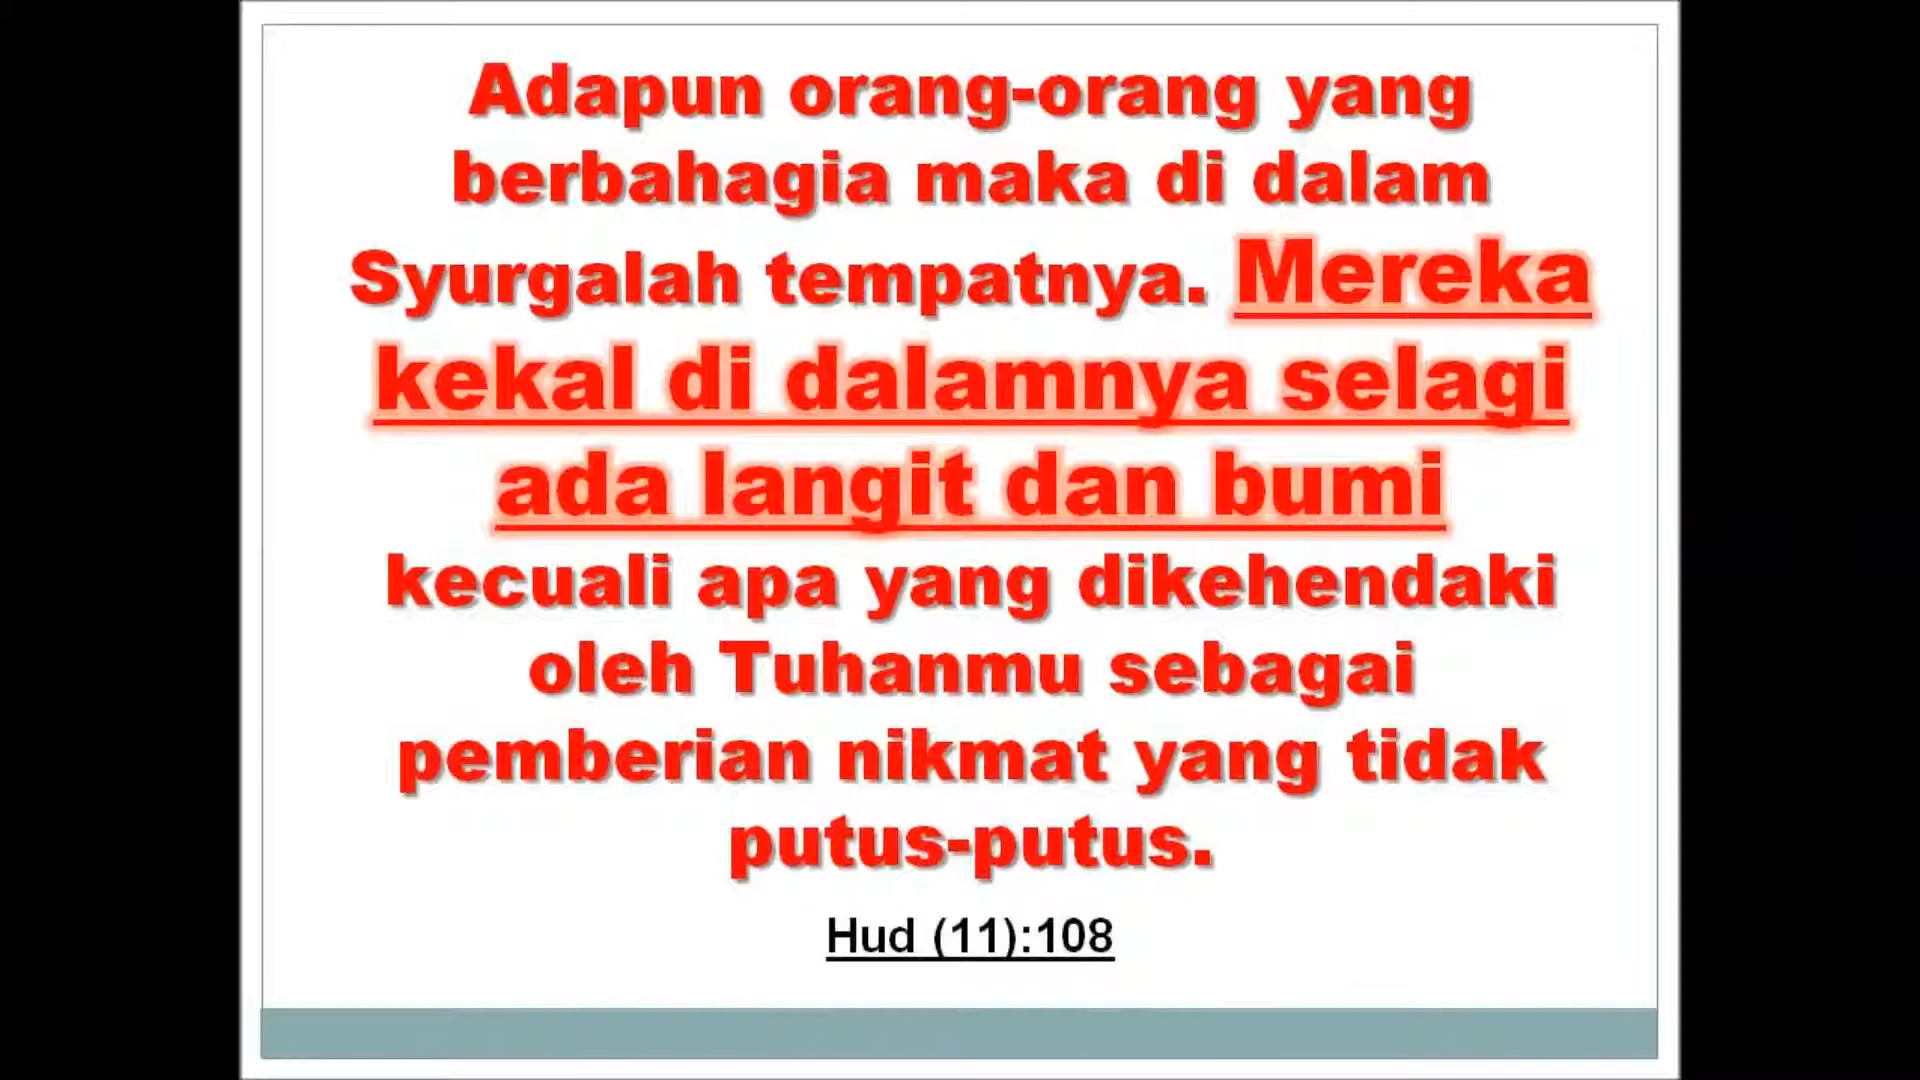 Adapun orang-orang yang
berbahagia maka di dalam
Syurgalah tempatnya. Mereka
kekal di dalamnya selagi
ada langit dan bumi
kecuali apa yang dikehendaki
oleh Tuhanmu sebagai
pemberian nikmat yang tidak
putus-putus.
Hud (11):108